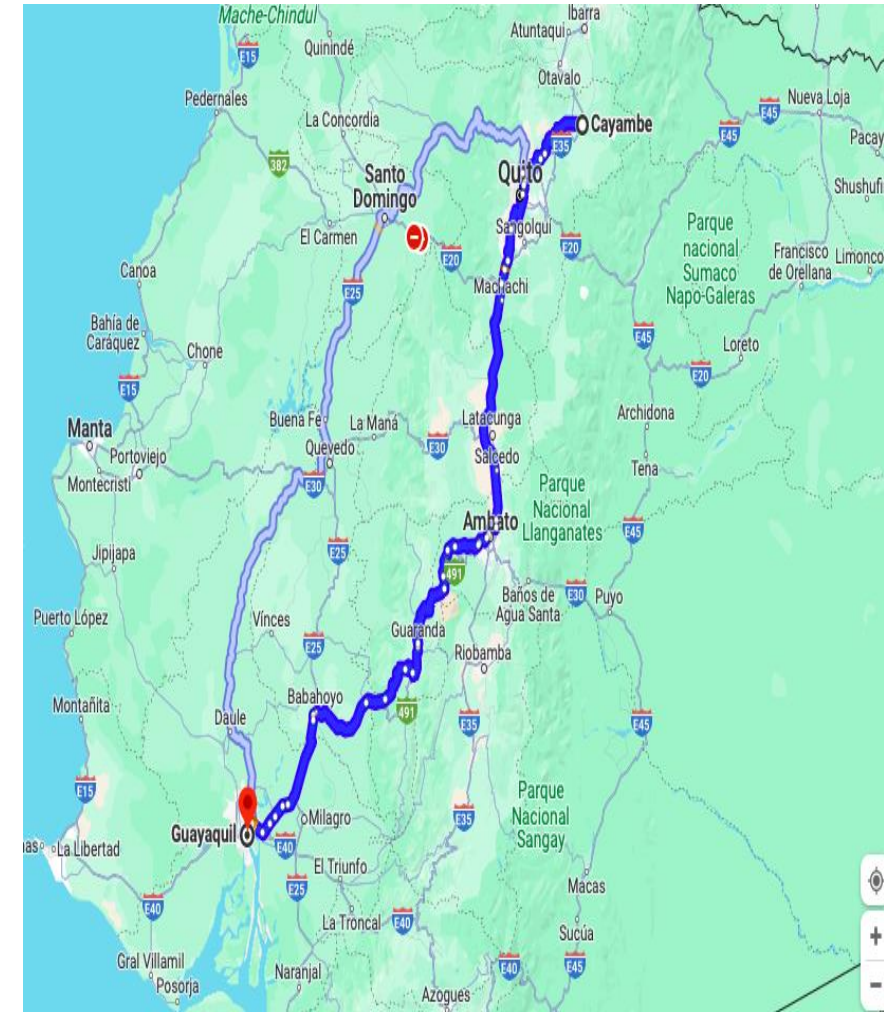 Mache-Chindul
Ibarra
Atuntaqui
Quinindé
E15
Otavalo
Pedernales
La Concordia
Cayambe
E35
Nueva Loja
E45
E45
Pacay
382
Santo
Domingo
Quito
Shushufi
El Carmen
Sangolquí
E20
E20
Parque
nacional
Sumaco
Napo-Galeras
Francisco
de Orellana
Limonco
Canoa
E25
Machachi
Bahía de
Caráquez
Chone
E45
Loreto
E20
E15
Manta
Buena Fe
La Maná
Latacunga
Archidona
E30
Portoviejo
Quevedo
Salcedo
Tena
Montecristi
E30
Parque
Nacional
Llanganates
Ambato
E45
Jipijapa
E25
491
Baños de
Agua Santa
E30
Puyo
Puerto López
Vínces
Guaranda
E25
Riobamba
Montañita
Babahoyo
491
Daule
E35
E45
E15
Parque
Nacional
Sangay
Milagro
E35
Guayaquil
E40
nas
La Libertad
El Triunfo
E25
Macas
E40
La Troncal
E40
Sucúa
Gral Villamil
Posorja
Naranjal
E40
E45
Azogues